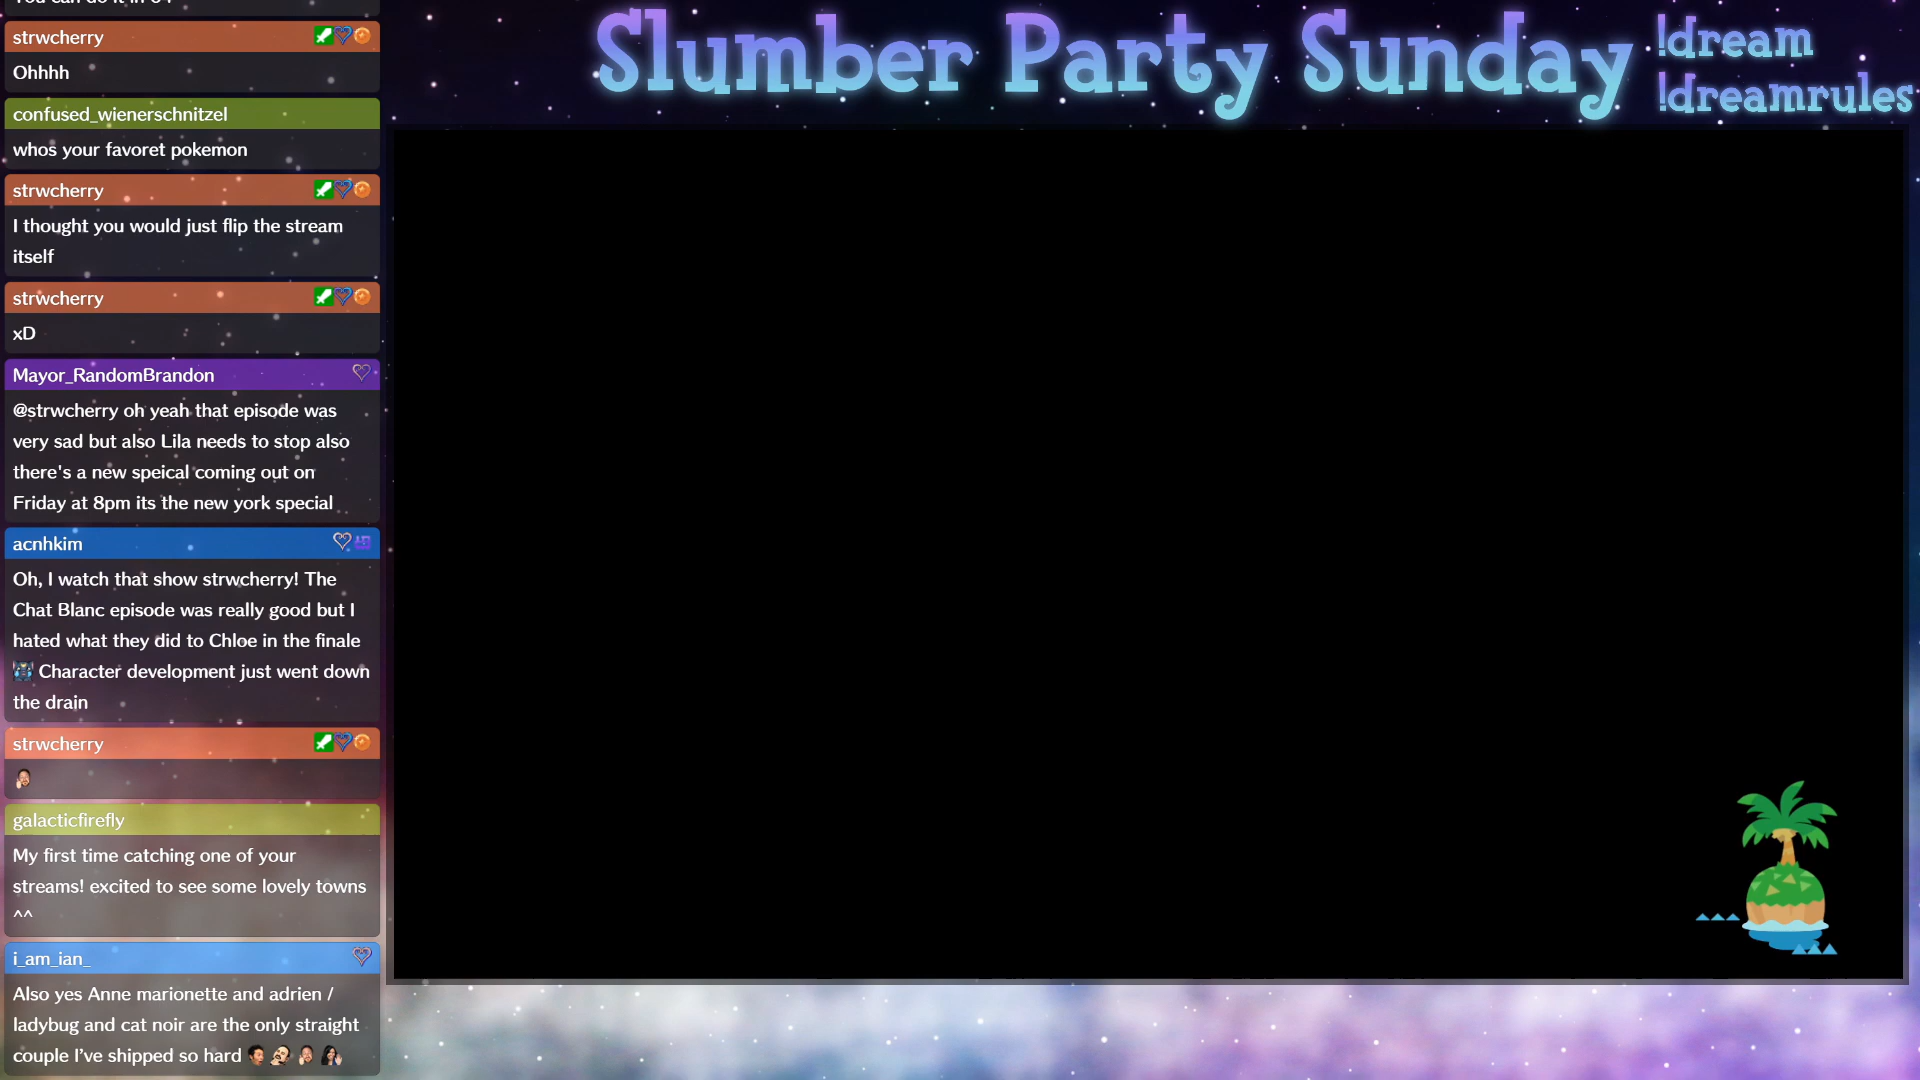 strwcherry
Ohhhh
confused_wienerschnitzel
whos your favoret pokemon
strwcherry
I thought you would just flip the stream
itself
strwcherry
xD
Mayor_RandomBrandon
@strwcherry oh yeah that episode was
very sad but also Lila needs to stop also
there's a new speical coming out on
Friday at 8pm its the new york special
acnhkim
Oh, I watch that show strwcherry! The
Chat Blanc episode was really good but I
hated what they did to Chloe in the finale
Character development just went down
the drain
strwcherry
galacticfirefly
My first time catching one of your
streams! excited to see some lovely towns
^^
i_am_ian_
Also yes Anne marionette and adrien /
ladybug and cat noir are the only straight
couple I've shipped so hard
Slumber Party Sunday
!dream
!dreamrules